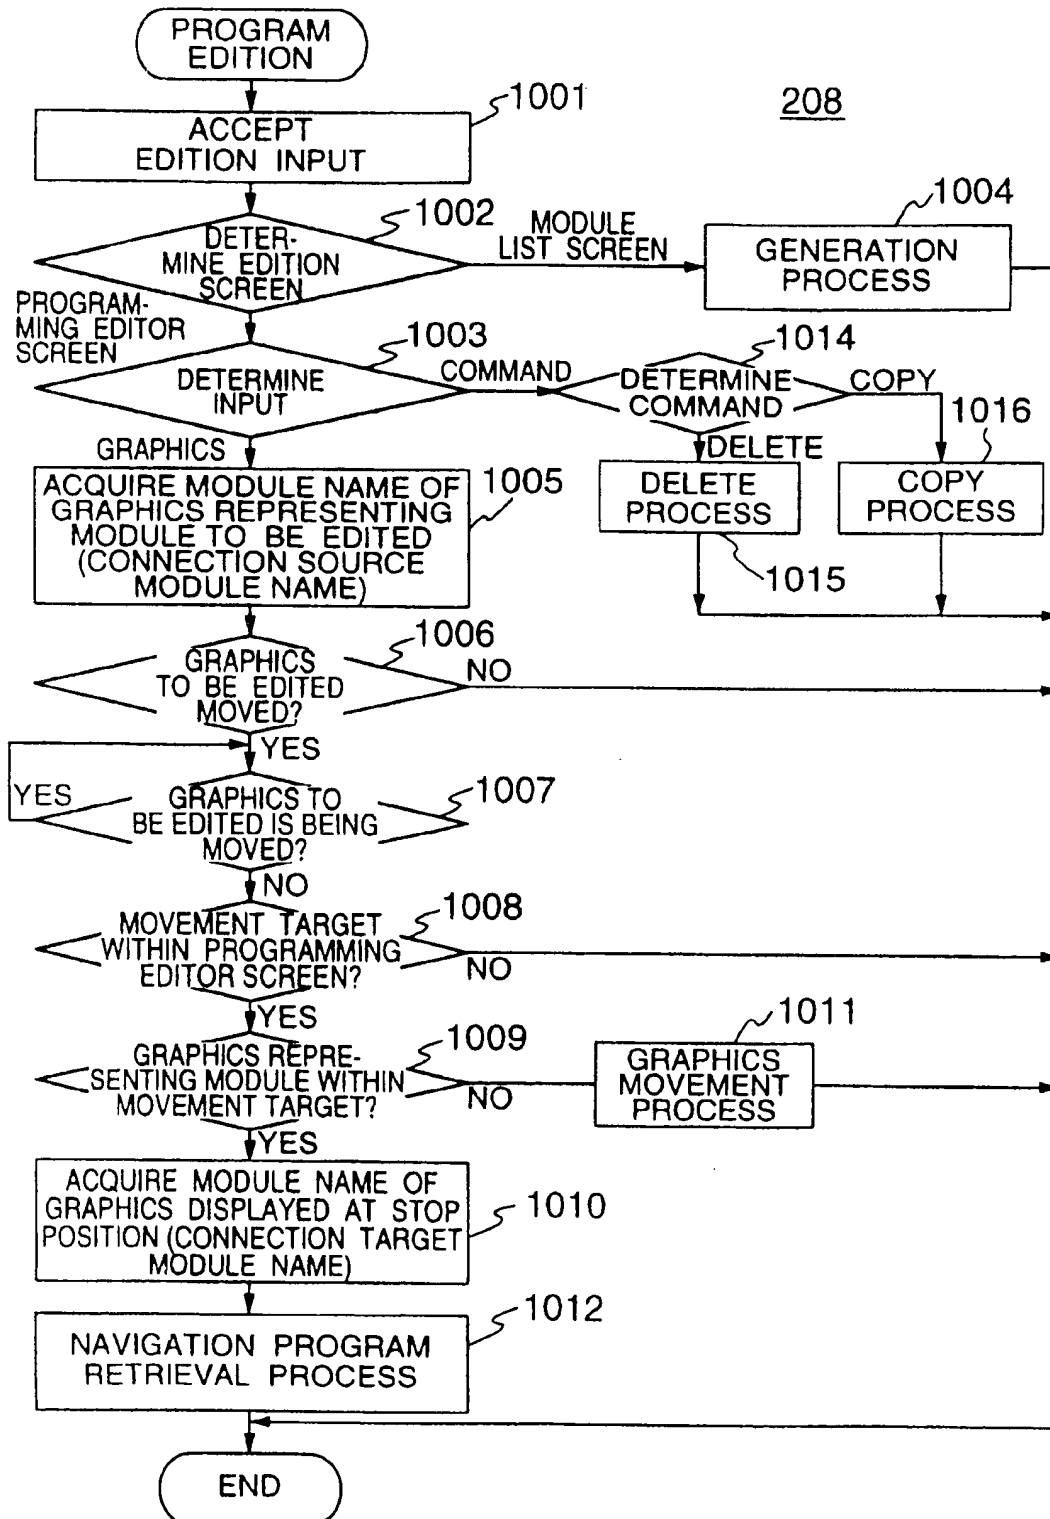 PROGRAM
EDITION
1001
208
ACCEPT
EDITION INPUT
1002
DETER-
MINE EDITION
SCREEN
MODULE
LIST SCREEN
1004
GENERATION
PROCESS
PROGRAM-
MING EDITOR
SCREEN
1003
DETERMINE
INPUT
COMMAND
1014
DETERMINE
COMMAND
COPY
1016
DELETE
GRAPHICS
ACQUIRE MODULE NAME OF
GRAPHICS REPRESENTING
MODULE TO BE EDITED
(CONNECTION SOURCE
MODULE NAME)
1005
DELETE
PROCESS
1015
COPY
PROCESS
1006
GRAPHICS
TO BE EDITED
MOVED?
NO
YES
YES
1007
GRAPHICS TO
BE EDITED IS BEING
MOVED?
NO
1008
MOVEMENT TARGET
WITHIN PROGRAMMING
EDITOR SCREEN?
NO
YES
1009
GRAPHICS REPRE-
SENTING MODULE WITHIN
MOVEMENT TARGET?
NO
1011
GRAPHICS
MOVEMENT
PROCESS
YES
ACQUIRE MODULE NAME OF
GRAPHICS DISPLAYED AT STOP
POSITION (CONNECTION TARGET
MODULE NAME)
1010
1012
NAVIGATION PROGRAM
RETRIEVAL PROCESS
END